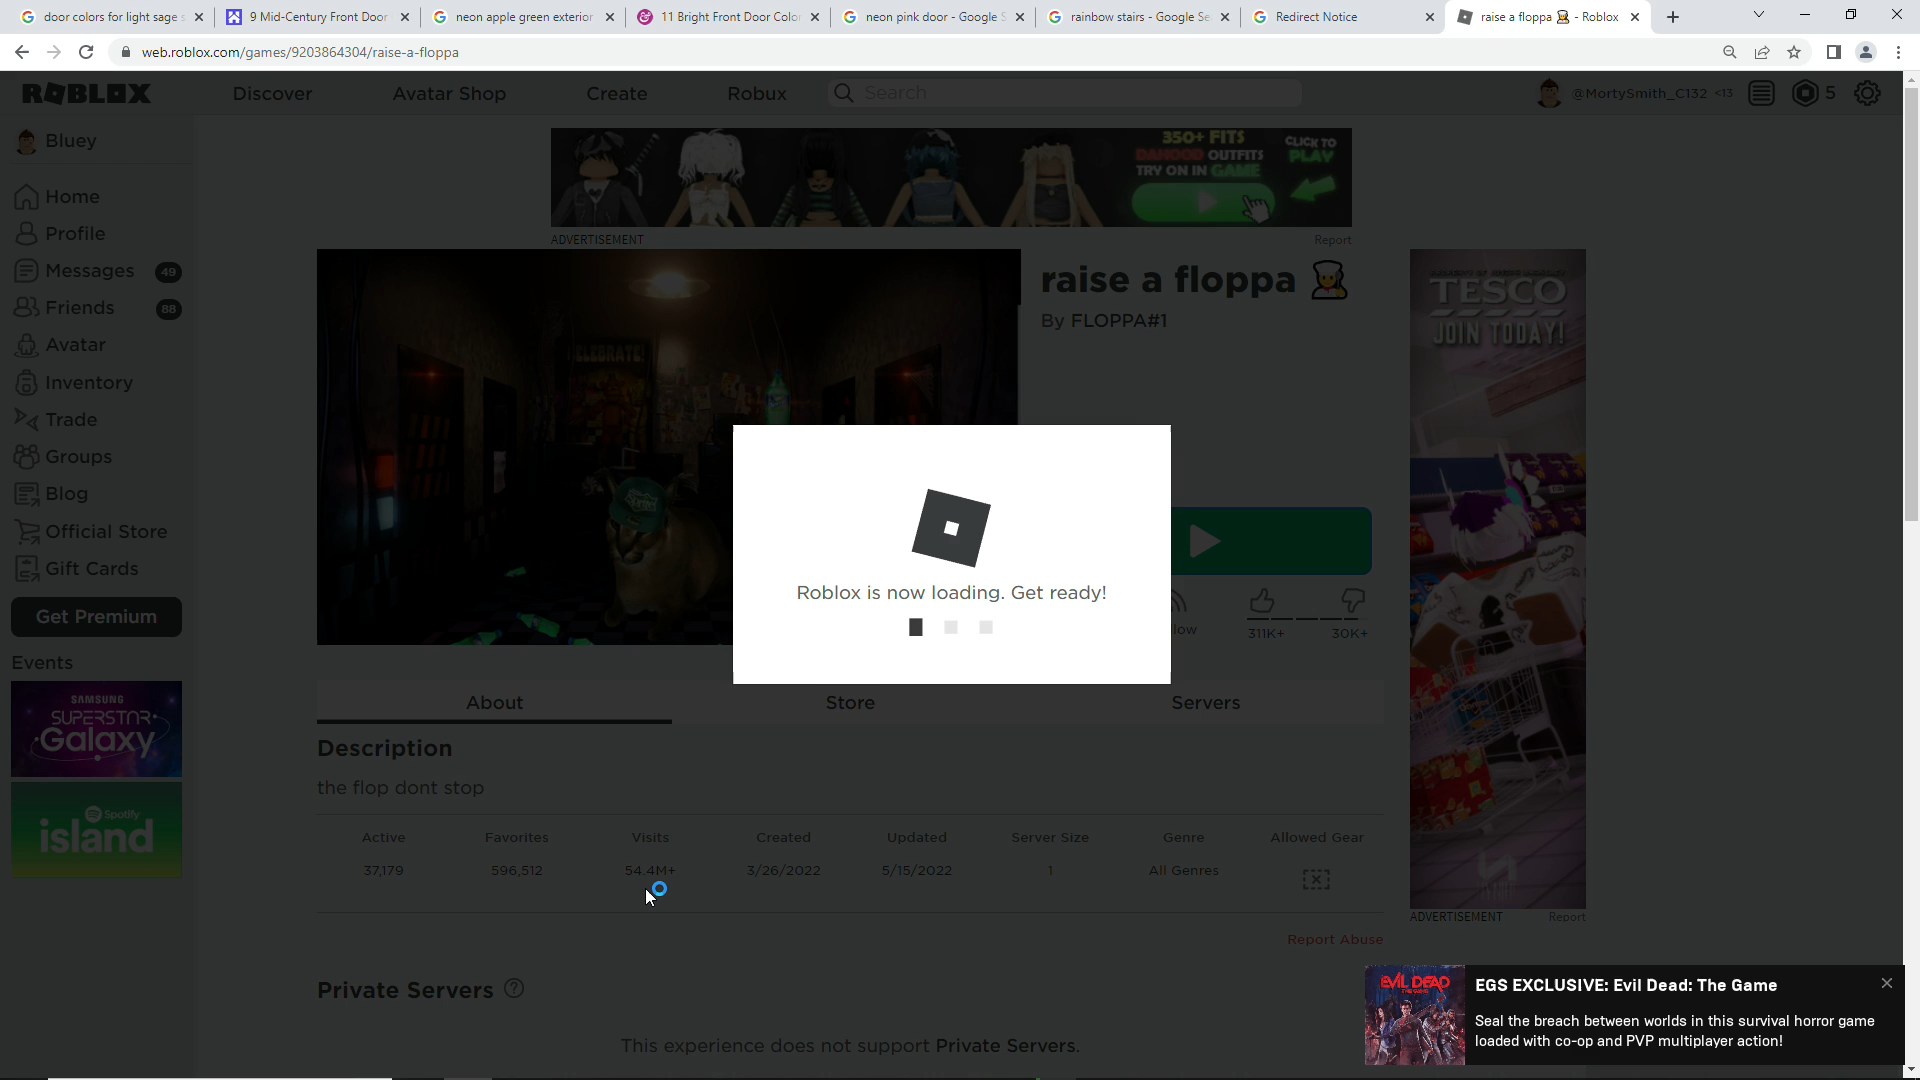 door colors for light sage s
9 Mid-Century Front Door
neon apple green exterior
11 Bright Front Door Color
neon pink door - Google S
rainbow stairs - Google Se
Redirect Notice
raise a floppa - Roblox
web.roblox.com/games/9203864304/raise-a-floppa
ROBLOX
Discover
Avatar Shop
Create
Robux
Search
@MortySmith_C132 <13
5
Bluey
Home
Profile
Messages 49
Friends 88
Avatar
Inventory
Trade
Groups
Blog
Official Store
Gift Cards
Get Premium
Events
SAMSUNG
SUPERSTAR
Galaxy
Spotify
island
350+ FITS
DAHOOD OUTFITS
TRY ON IN GAME
CLICK TO
PLAY
ADVERTISEMENT
Report
CELEBRATE!
raise a floppa
By FLOPPA#1
Roblox is now loading. Get ready!
low
311K+
30K+
TESCO
JOIN TODAY!
ADVERTISEMENT
Report
About
Store
Servers
Description
the flop dont stop
Active
Favorites
Visits
Created
Updated
Server Size
Genre
Allowed Gear
37,179
596,512
54.4M+
3/26/2022
5/15/2022
1
All Genres
Report Abuse
Private Servers
This experience does not support Private Servers.
EVIL DEAD
THE GAME
EGS EXCLUSIVE: Evil Dead: The Game
Seal the breach between worlds in this survival horror game
loaded with co-op and PVP multiplayer action!